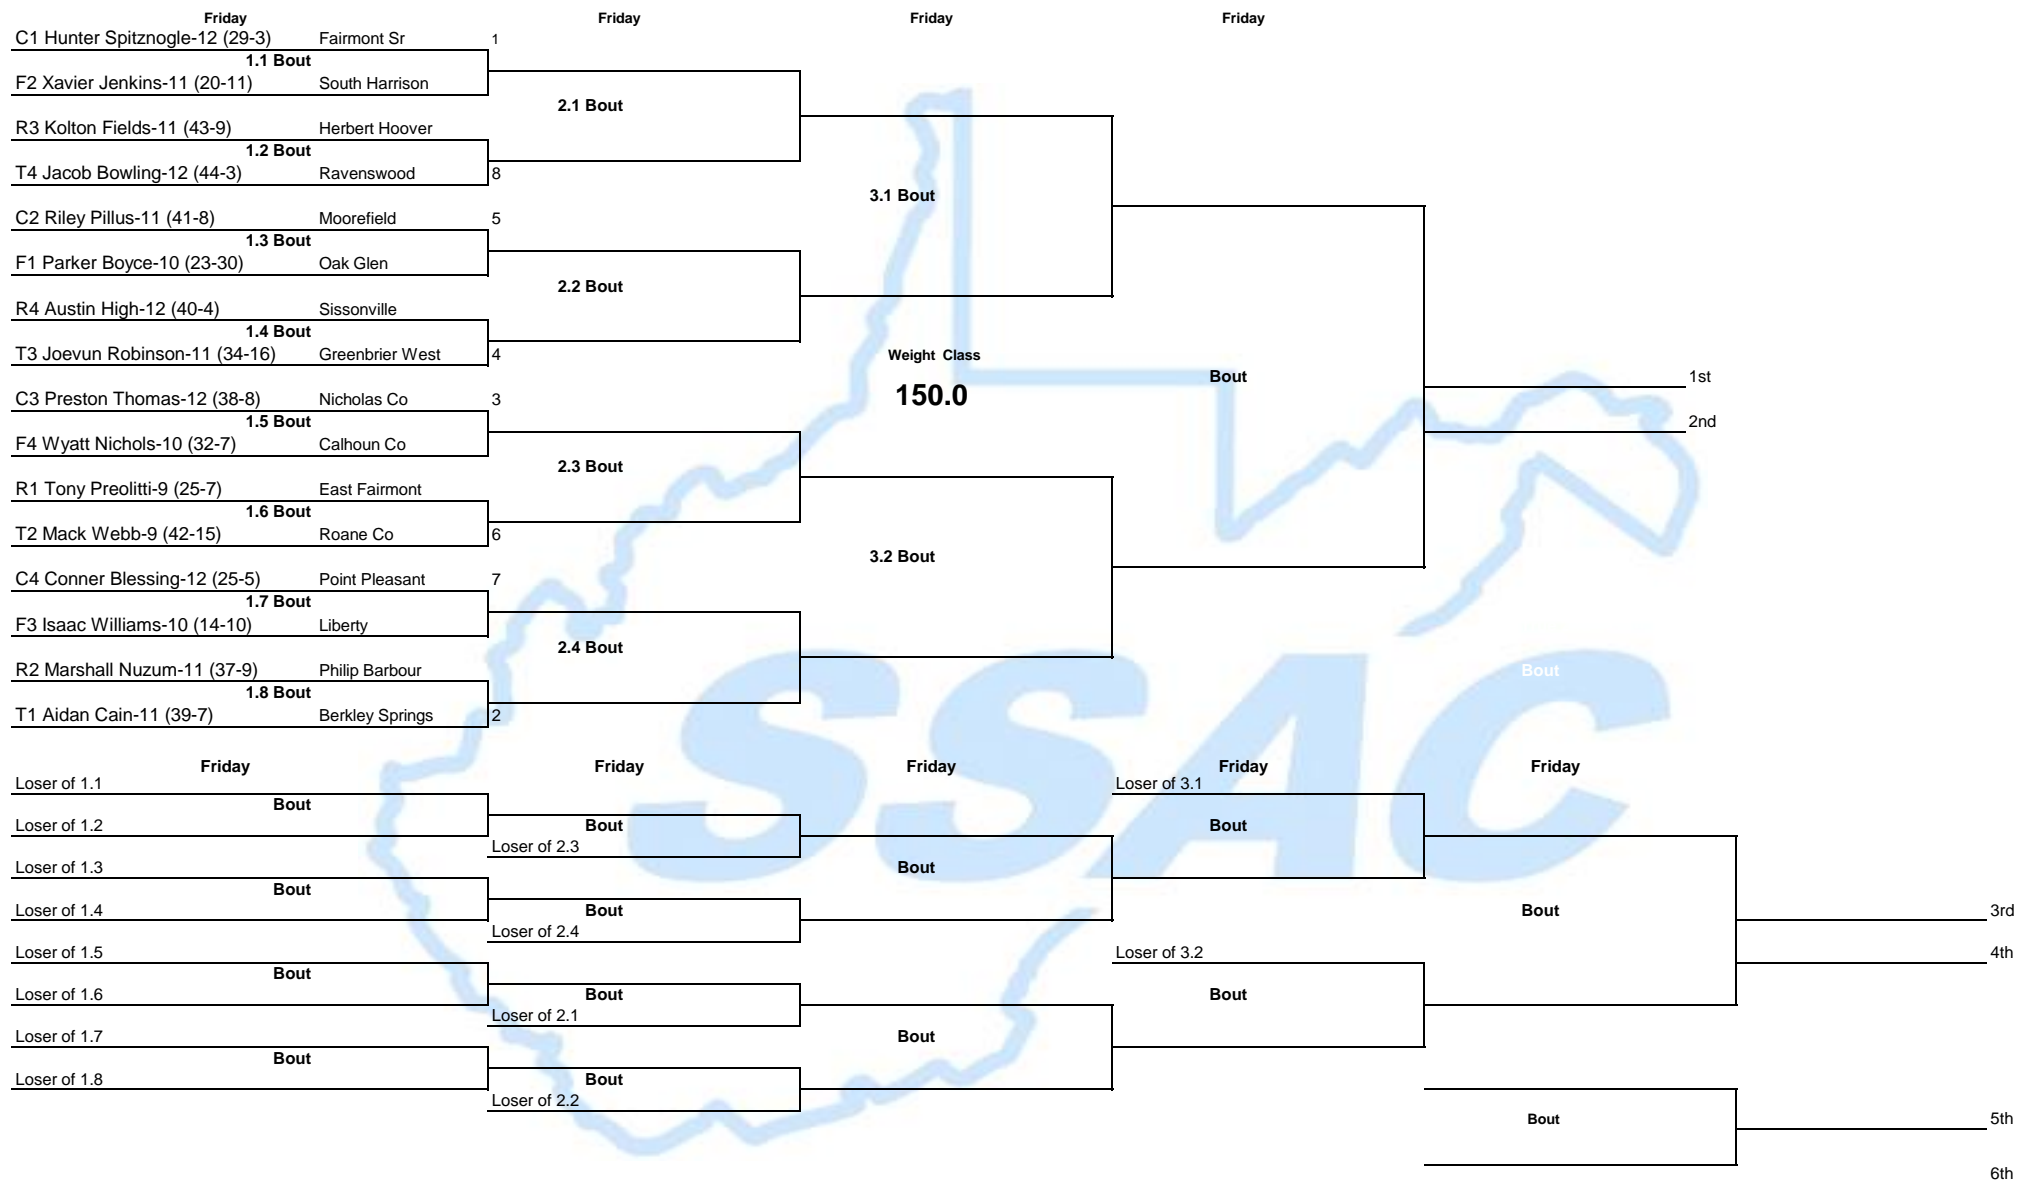 Friday Friday Friday Friday
C1 Hunter Spitznogle-12 (29-3) Fairmont Sr 1
1.1 Bout
F2 Xavier Jenkins-11 (20-11) South Harrison
2.1 Bout
R3 Kolton Fields-11 (43-9) Herbert Hoover
1.2 Bout
T4 Jacob Bowling-12 (44-3) Ravenswood 8
3.1 Bout
C2 Riley Pillus-11 (41-8) Moorefield 5
1.3 Bout
F1 Parker Boyce-10 (23-30) Oak Glen
2.2 Bout
R4 Austin High-12 (40-4) Sissonville
1.4 Bout
T3 Joevun Robinson-11 (34-16) Greenbrier West 4
Weight Class
Bout 1st
150.0
C3 Preston Thomas-12 (38-8) Nicholas Co 3
1.5 Bout 2nd
F4 Wyatt Nichols-10 (32-7) Calhoun Co
2.3 Bout
R1 Tony Preolitti-9 (25-7) East Fairmont
1.6 Bout
T2 Mack Webb-9 (42-15) Roane Co 6
3.2 Bout
C4 Conner Blessing-12 (25-5) Point Pleasant 7
1.7 Bout
F3 Isaac Williams-10 (14-10) Liberty
2.4 Bout
R2 Marshall Nuzum-11 (37-9) Philip Barbour
Bout
1.8 Bout
T1 Aidan Cain-11 (39-7) Berkley Springs 2
SSAC
Friday Friday Friday Friday Friday
Loser of 1.1 Loser of 3.1
Bout
Loser of 1.2 Bout Bout
Loser of 2.3
Loser of 1.3 Bout
Bout
Loser of 1.4 Bout Bout 3rd
Loser of 2.4
Loser of 1.5 Loser of 3.2 4th
Bout
Loser of 1.6 Bout Bout
Loser of 2.1
Loser of 1.7 Bout
Bout
Loser of 1.8 Bout
Loser of 2.2
Bout 5th
6th